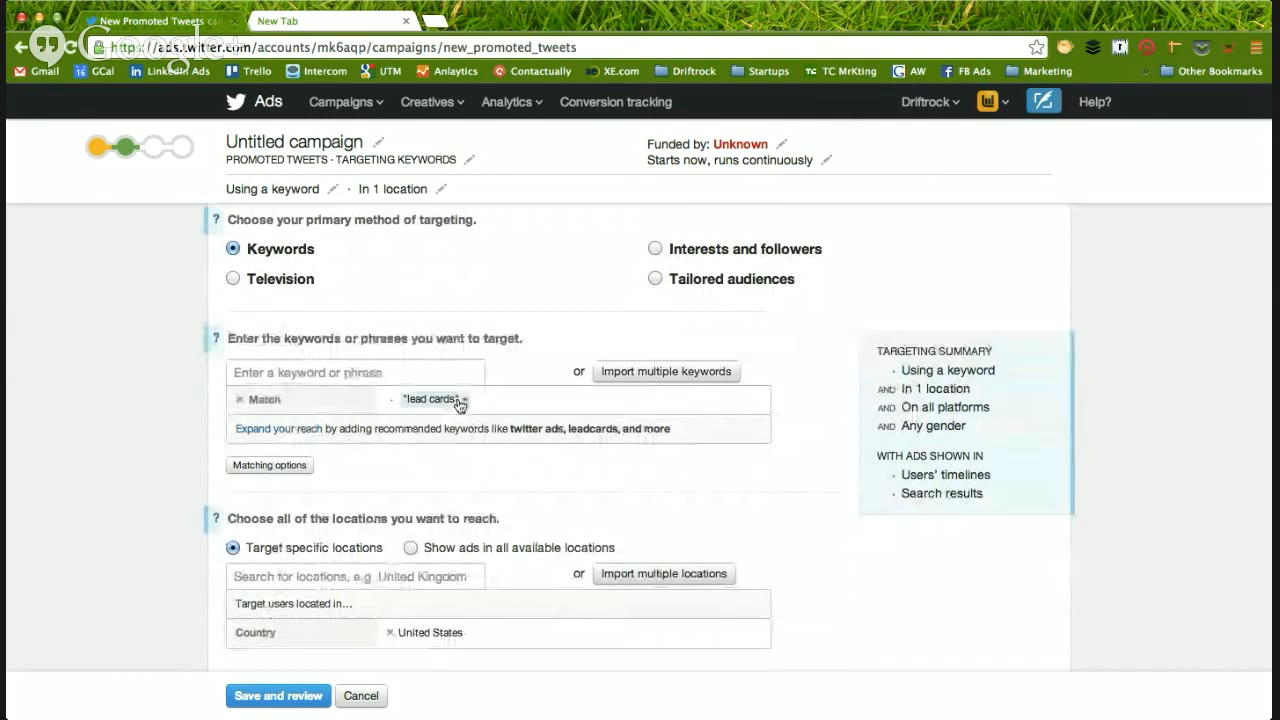 New Promoted Tweets ca
New Tab
Google+
https://ads.twitter.com/accounts/mk6aqp/campaigns/new_promoted_tweets
Gmail
GCal
LinkedIn Ads
Trello
Intercom
UTM
Anlaytics
Contactually
XE.com
Driftrock
Startups
TC MrKting
AW
FB Ads
Marketing
» Other Bookmarks
Ads
Campaigns
Creatives
Analytics
Conversion tracking
Driftrock
Help?
Untitled campaign
PROMOTED TWEETS - TARGETING KEYWORDS
Funded by: Unknown
Starts now, runs continuously
Using a keyword · In 1 location
? Choose your primary method of targeting.
Keywords
Interests and followers
Television
Tailored audiences
? Enter the keywords or phrases you want to target.
Enter a keyword or phrase
or
Import multiple keywords
Match
"lead cards"
Expand your reach by adding recommended keywords like twitter ads, leadcards, and more
Matching options
TARGETING SUMMARY
· Using a keyword
AND In 1 location
AND On all platforms
AND Any gender
WITH ADS SHOWN IN
· Users' timelines
· Search results
? Choose all of the locations you want to reach.
Target specific locations
Show ads in all available locations
Search for locations, e.g United Kingdom
or
Import multiple locations
Target users located in...
Country
× United States
Save and review
Cancel